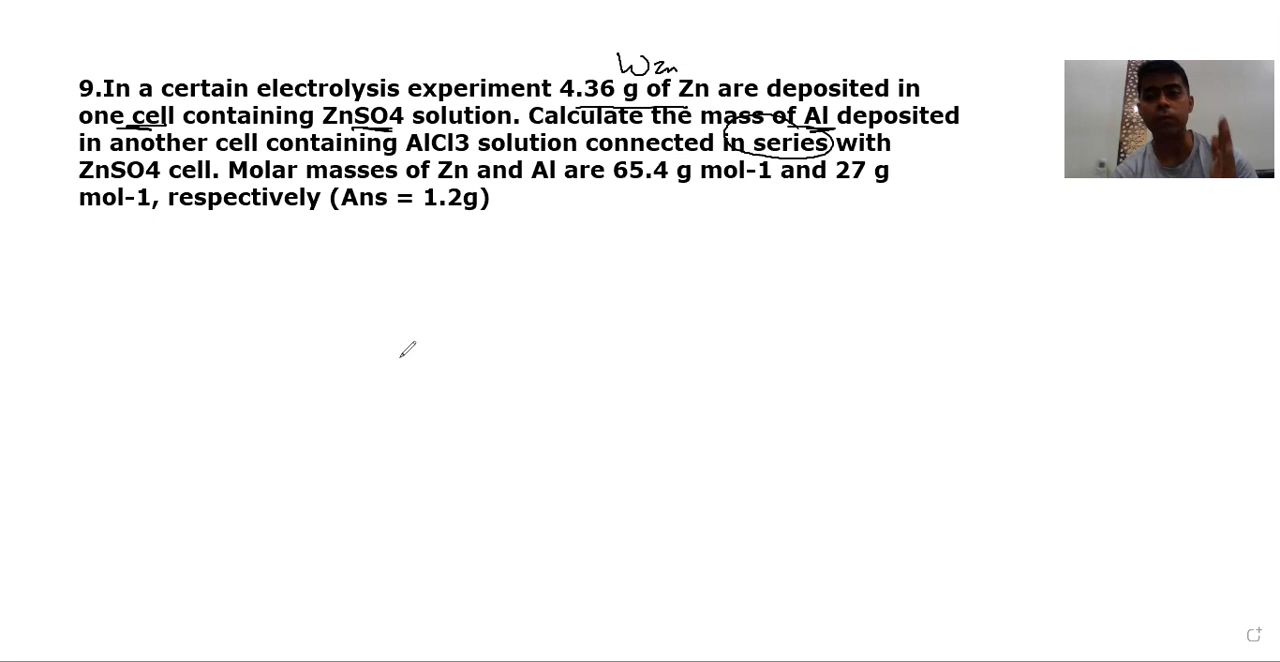 W Zn
9.In a certain electrolysis experiment 4.36 g of Zn are deposited in
one cell containing ZnSO4 solution. Calculate the mass of Al deposited
in another cell containing AlCl3 solution connected in series with
ZnSO4 cell. Molar masses of Zn and Al are 65.4 g mol-1 and 27 g
mol-1, respectively (Ans = 1.2g)